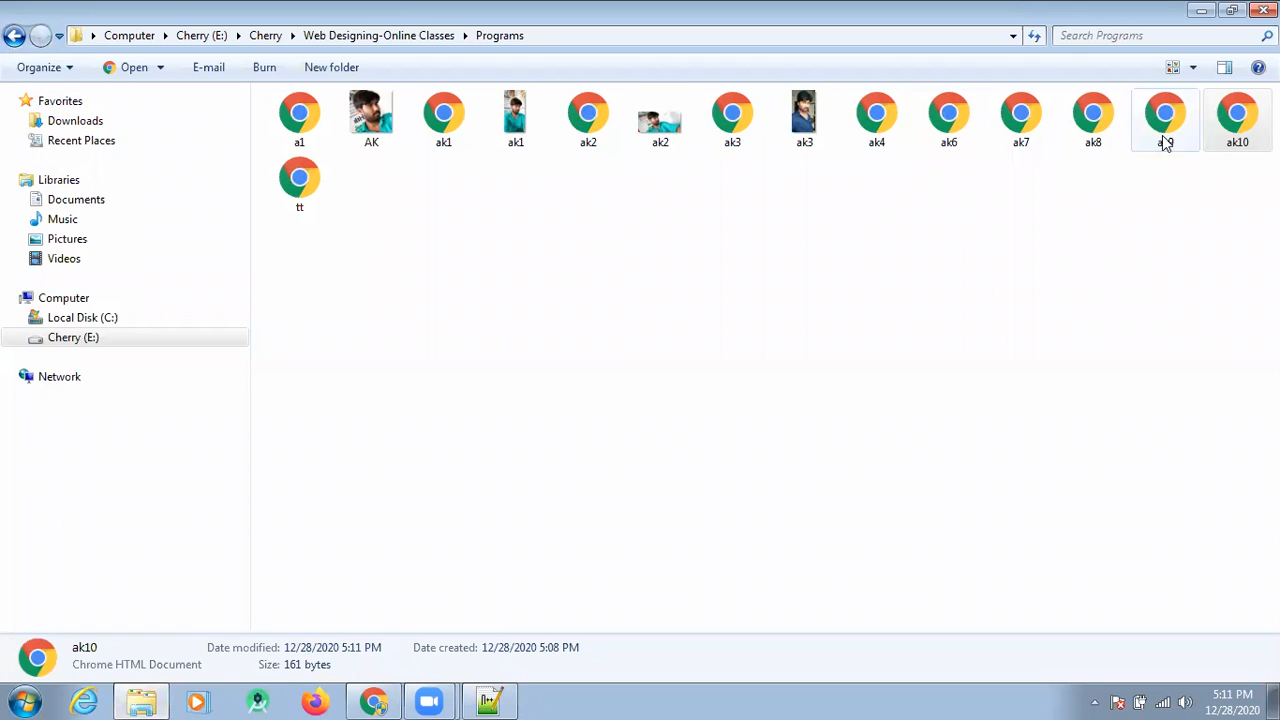 Computer Cherry (E:) Cherry Web Designing-Online Classes Programs Search Programs
Organize Open E-mail Burn New folder
Favorites
Downloads
Recent Places
Libraries
Documents
Music
Pictures
Videos
Computer
Local Disk (C:)
Cherry (E:)
Network
a1 AK ak1 ak1 ak2 ak2 ak3 ak3 ak4 ak6 ak7 ak8 ak10
tt
ak10 Date modified: 12/28/2020 5:11 PM Date created: 12/28/2020 5:08 PM
Chrome HTML Document Size: 161 bytes
5:11 PM
12/28/2020